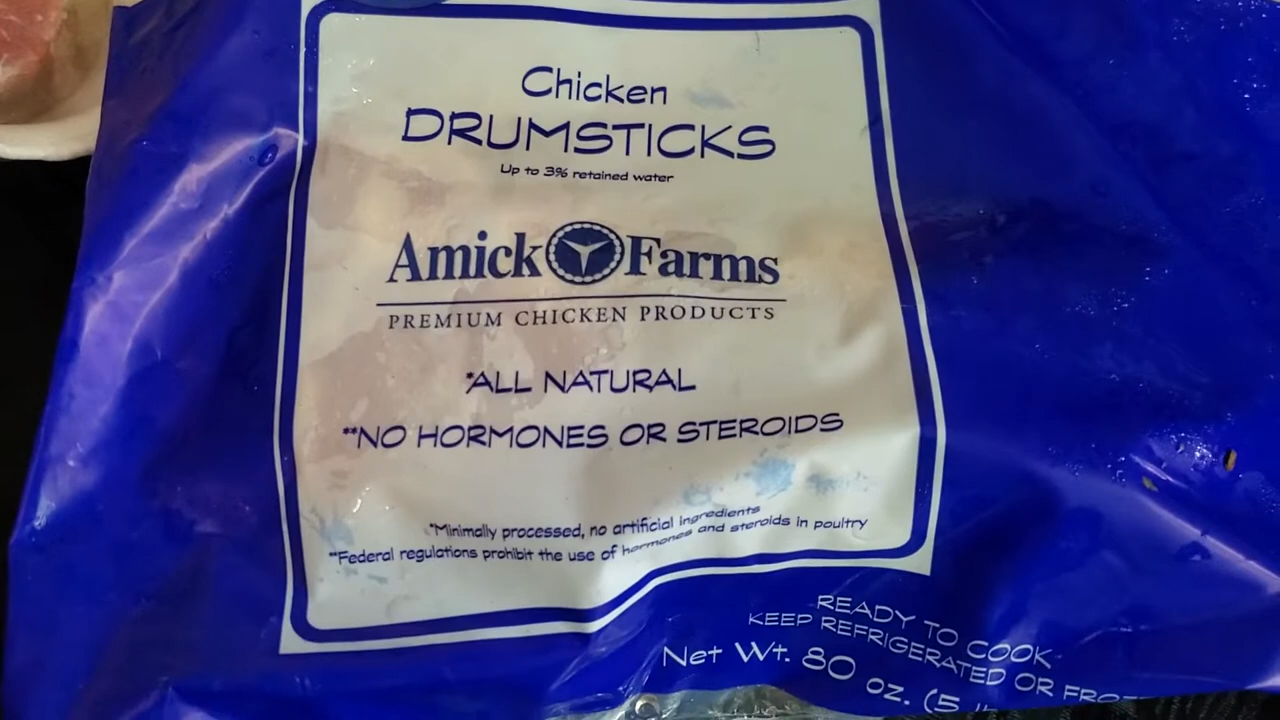 Chicken
DRUMSTICKS
Up to 3% retained water
Amick Farms
PREMIUM CHICKEN PRODUCTS
*ALL NATURAL
**NO HORMONES OR STEROIDS
*Minimally processed, no artificial ingredients
**Federal regulations prohibit the use of hormones and steroids in poultry
READY TO COOK
KEEP REFRIGERATED OR
Net Wt. 80 oz. (5